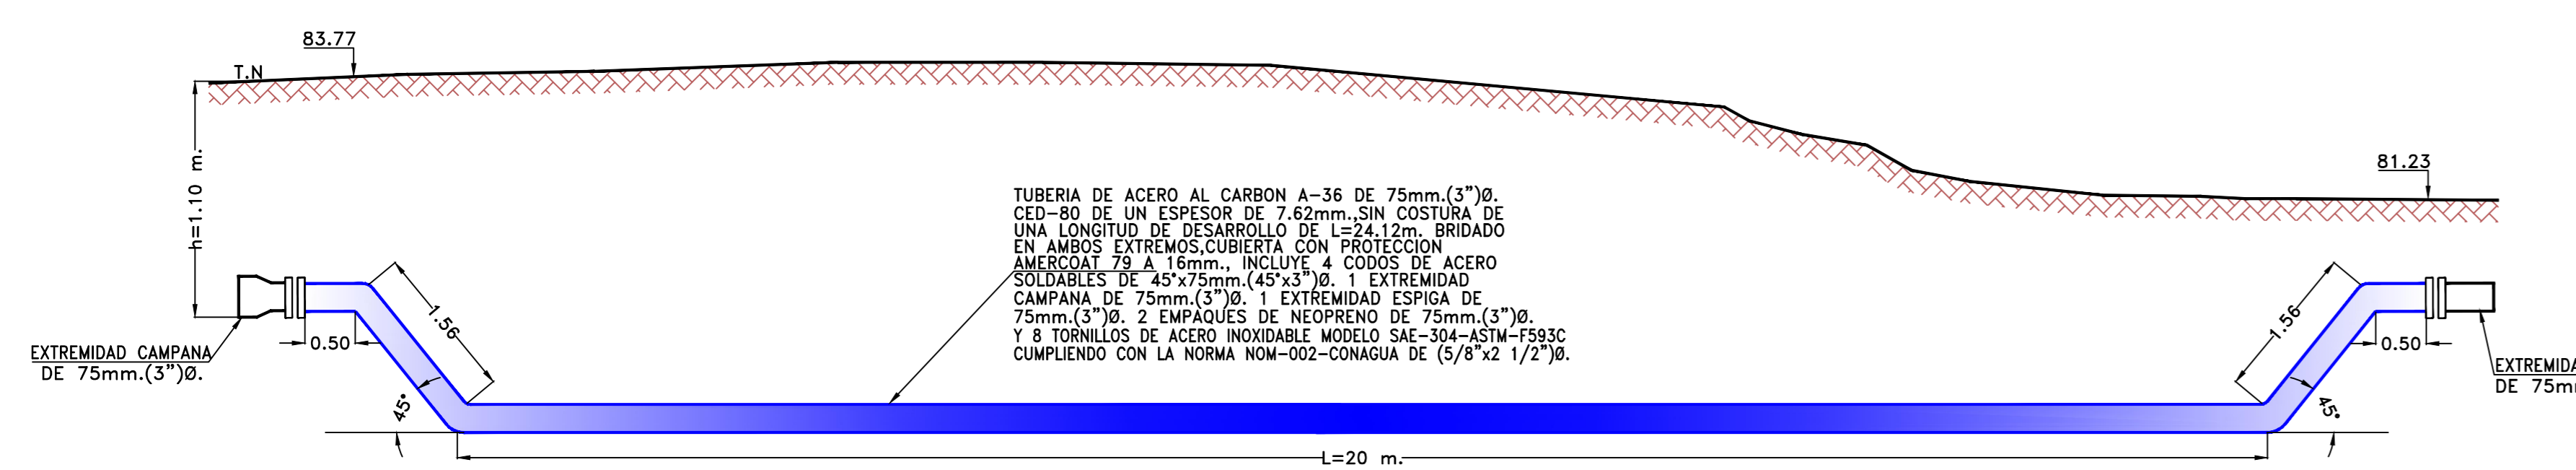 83.77
T.N
h=1.10 m.
81.23
TUBERIA DE ACERO AL CARBON A-36 DE 75mm.(3")Ø.
CED-80 DE UN ESPESOR DE 7.62mm.,SIN COSTURA DE
UNA LONGITUD DE DESARROLLO DE L=24.12m. BRIDADO
EN AMBOS EXTREMOS,CUBIERTA CON PROTECCION
AMERCOAT 79 A 16mm., INCLUYE 4 CODOS DE ACERO
SOLDABLES DE 45°x75mm.(45°x3")Ø. 1 EXTREMIDAD
CAMPANA DE 75mm.(3")Ø. 1 EXTREMIDAD ESPIGA DE
75mm.(3")Ø. 2 EMPAQUES DE NEOPRENO DE 75mm.(3")Ø.
Y 8 TORNILLOS DE ACERO INOXIDABLE MODELO SAE-304-ASTM-F593C
CUMPLIENDO CON LA NORMA NOM-002-CONAGUA DE (5/8"x2 1/2")Ø.
1.56
1.56
0.50
0.50
EXTREMIDAD CAMPANA
DE 75mm.(3")Ø.
EXTREMIDA
DE 75m
45°
45°
L=20 m.